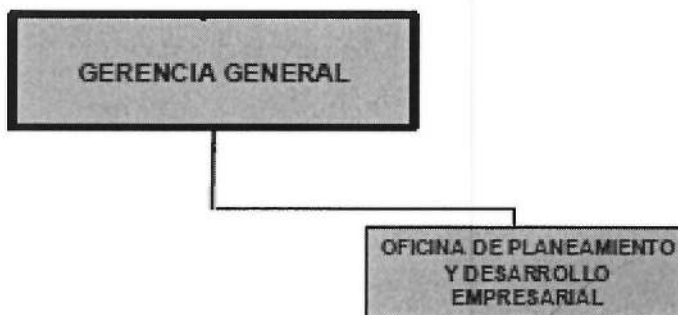 GERENCIA GENERAL
OFICINA DE PLANEAMIENTO
Y DESARROLLO
EMPRESARIAL